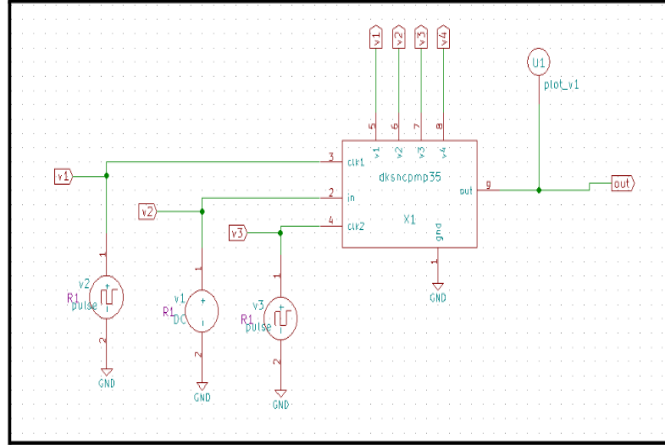 v1
v2
v3
v4
U1
plot_v1
5
6
7
8
v1
v2
v3
v4
3
clk1
dksncpmp35
v1
2
in
out
9
out
v2
4
clk2
X1
gnd
v3
1
GND
1
1
1
v2
R1
pulse
v1
R1
DC
v3
R1
pulse
2
2
2
GND
GND
GND